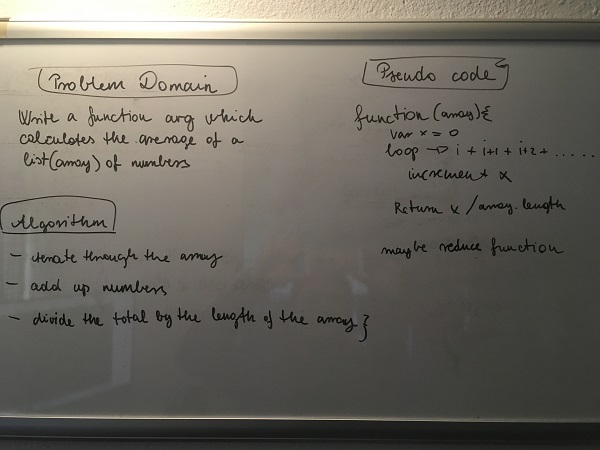 Problem Domain
Write a function avg which
calculates the average of a
list(array) of numbers
Algorithm
- iterate through the array
- add up numbers
- divide the total by the length of the array }
Pseudo code
function (array){
var x = 0
loop → i + i+1 + i+2 + .....
increment x
Return x / array.length
maybe reduce function